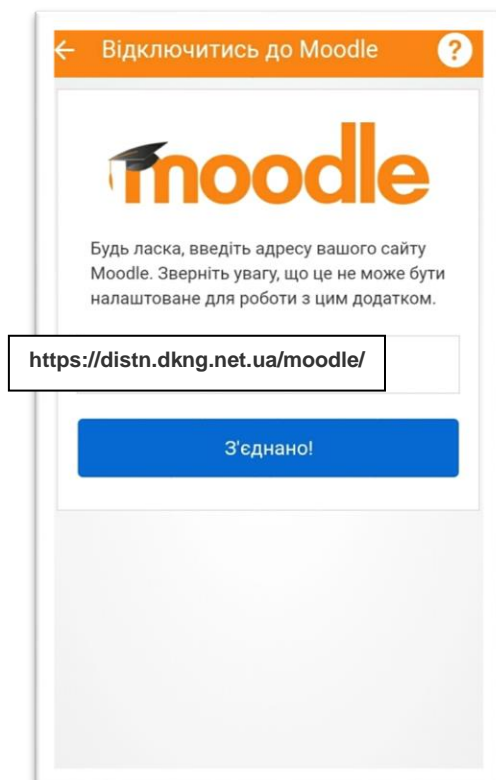 Відключитись до Moodle
?
moodle
Будь ласка, введіть адресу вашого сайту
Moodle. Зверніть увагу, що це не може бути
налаштоване для роботи з цим додатком.
https://distn.dkng.net.ua/moodle/
З'єднано!